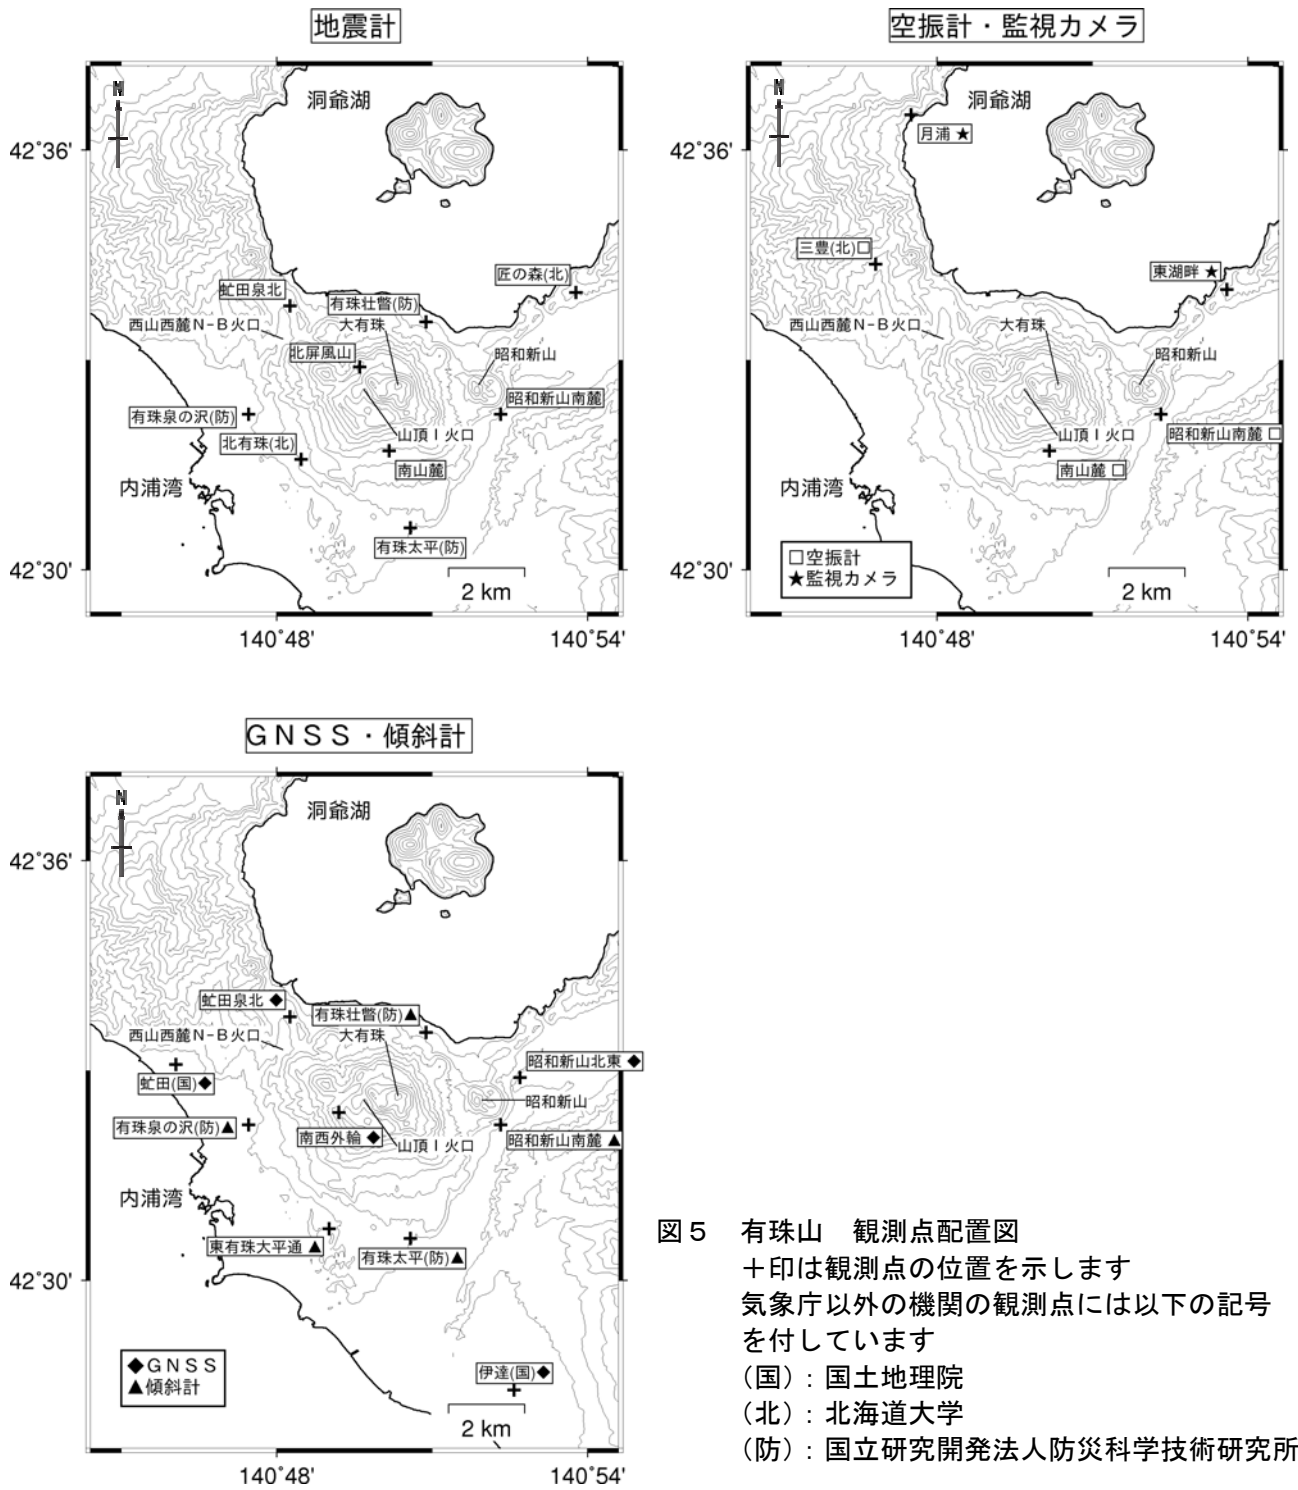 地震計
N
洞爺湖
42°36'
匠の森(北)
虻田泉北
有珠壮瞥(防)
西山西麓N-B火口
大有珠
北屏風山
昭和新山
昭和新山南麓
有珠泉の沢(防)
北有珠(北)
山頂I火口
南山麓
内浦湾
有珠太平(防)
42°30'
2 km
140°48'
140°54'
空振計・監視カメラ
N
洞爺湖
月浦 ★
42°36'
三豊(北)□
東湖畔 ★
西山西麓N-B火口
大有珠
昭和新山
山頂I火口
昭和新山南麓 □
南山麓 □
内浦湾
□空振計
★監視カメラ
42°30'
2 km
140°48'
140°54'
GNSS・傾斜計
N
洞爺湖
42°36'
虻田泉北 ◆
有珠壮瞥(防)▲
西山西麓N-B火口
大有珠
昭和新山北東 ◆
虻田(国)◆
昭和新山
有珠泉の沢(防)▲
南西外輪 ◆
山頂I火口
昭和新山南麓 ▲
内浦湾
東有珠大平通 ▲
有珠太平(防)▲
42°30'
◆GNSS
▲傾斜計
伊達(国)◆
2 km
140°48'
140°54'
図5 有珠山 観測点配置図
＋印は観測点の位置を示します
気象庁以外の機関の観測点には以下の記号
を付しています
(国)：国土地理院
(北)：北海道大学
(防)：国立研究開発法人防災科学技術研究所